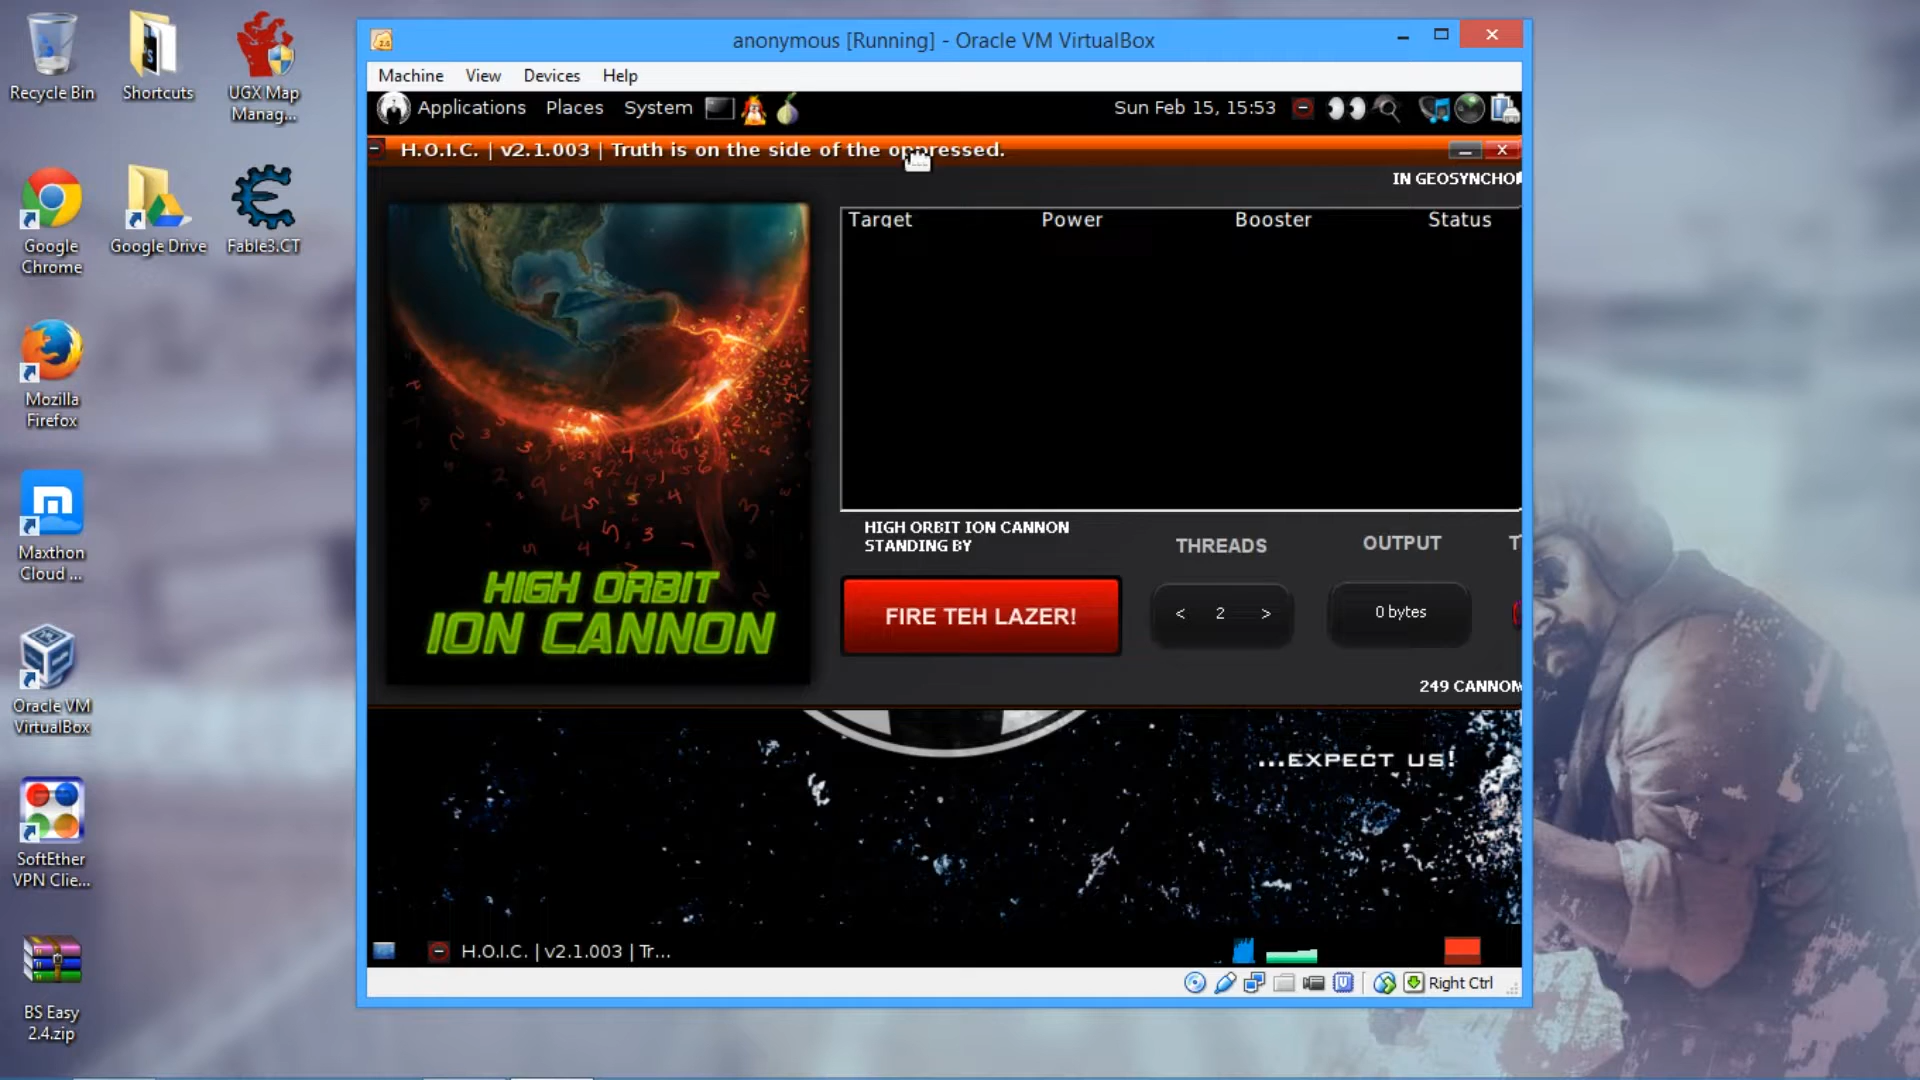 Recycle Bin
Shortcuts
UGX Map
Manag...
Google
Chrome
Google Drive
Fable3.CT
Mozilla
Firefox
Maxthon
Cloud ...
Oracle VM
VirtualBox
SoftEther
VPN Clie...
BS Easy
2.4.zip
anonymous [Running] - Oracle VM VirtualBox
Machine View Devices Help
Applications Places System
Sun Feb 15, 15:53
H.O.I.C. | v2.1.003 | Truth is on the side of the oppressed.
IN GEOSYNCHO
Target Power Booster Status
HIGH ORBIT
ION CANNON
HIGH ORBIT ION CANNON
STANDING BY
THREADS
OUTPUT
T
FIRE TEH LAZER!
< 2 >
0 bytes
249 CANNON
...EXPECT US!
H.O.I.C. | v2.1.003 | Tr...
Right Ctrl